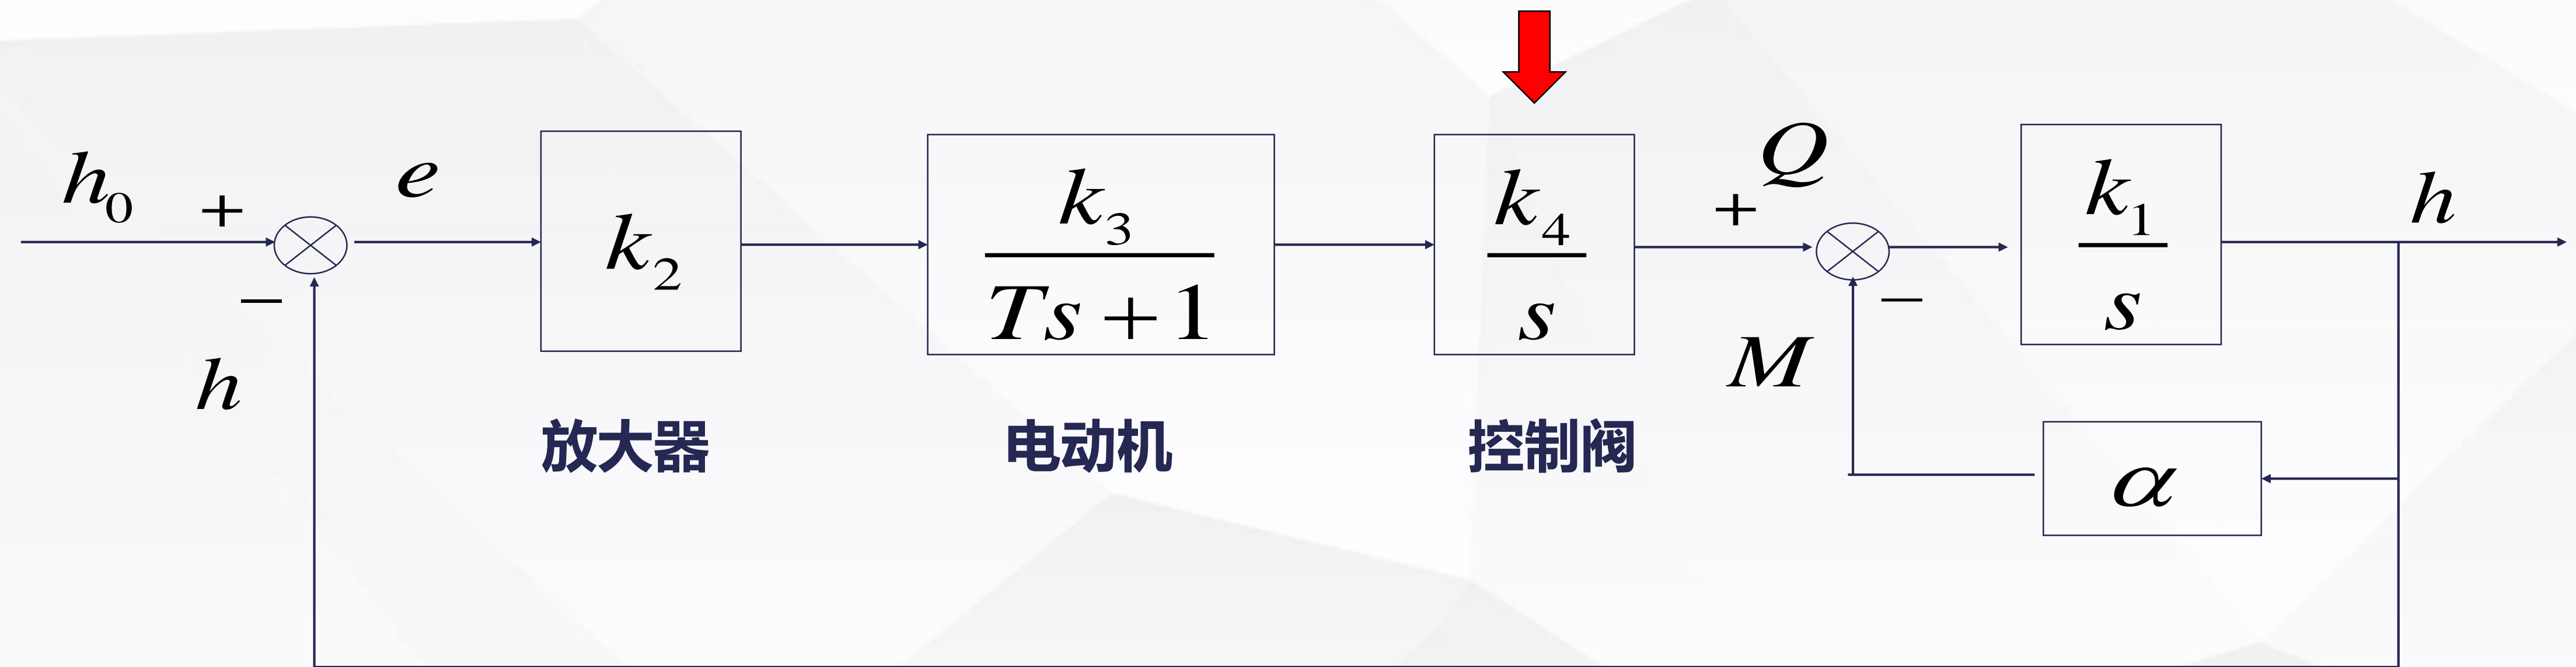 h₀ + e − h
k₂
k₃
Ts + 1
k₄
s
+ Q − M
k₁
s
h
α
放大器 电动机 控制阀